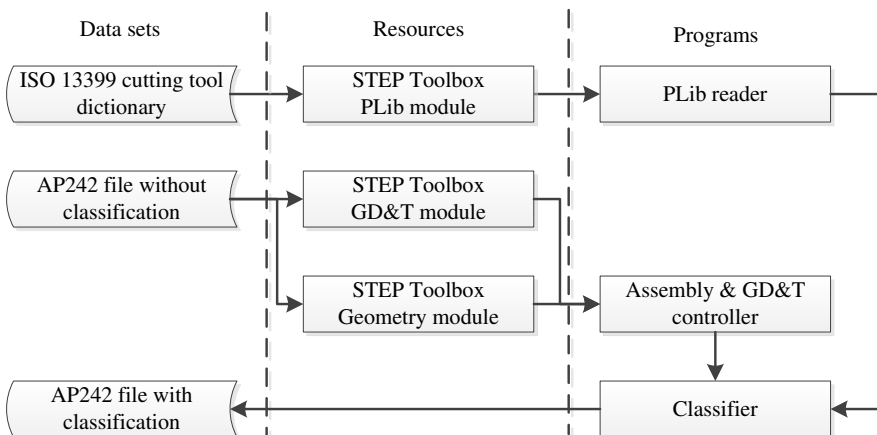 Data sets
Resources
Programs
ISO 13399 cutting tool
dictionary
STEP Toolbox
PLib module
PLib reader
AP242 file without
classification
STEP Toolbox
GD&T module
STEP Toolbox
Geometry module
Assembly & GD&T
controller
AP242 file with
classification
Classifier